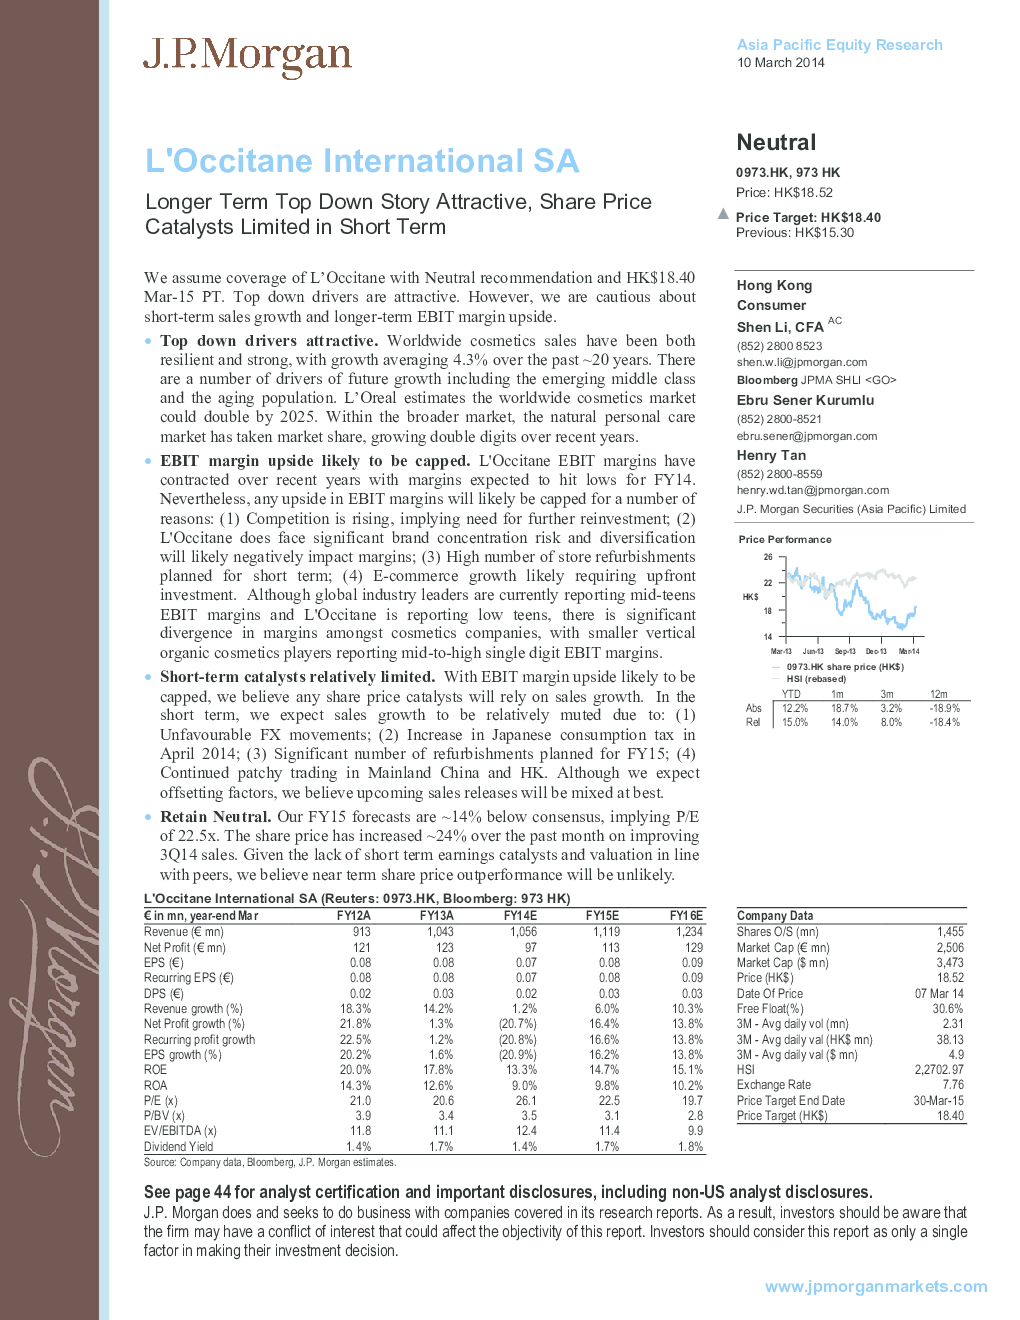 J.P.Morgan
Asia Pacific Equity Research
10 March 2014
L'Occitane International SA
Longer Term Top Down Story Attractive, Share Price
Catalysts Limited in Short Term
Neutral
0973.HK, 973 HK
Price: HK$18.52
▲ Price Target: HK$18.40
Previous: HK$15.30
We assume coverage of L’Occitane with Neutral recommendation and HK$18.40
Mar-15 PT. Top down drivers are attractive. However, we are cautious about
short-term sales growth and longer-term EBIT margin upside.
• Top down drivers attractive. Worldwide cosmetics sales have been both
resilient and strong, with growth averaging 4.3% over the past ~20 years. There
are a number of drivers of future growth including the emerging middle class
and the aging population. L’Oreal estimates the worldwide cosmetics market
could double by 2025. Within the broader market, the natural personal care
market has taken market share, growing double digits over recent years.
• EBIT margin upside likely to be capped. L'Occitane EBIT margins have
contracted over recent years with margins expected to hit lows for FY14.
Nevertheless, any upside in EBIT margins will likely be capped for a number of
reasons: (1) Competition is rising, implying need for further reinvestment; (2)
L'Occitane does face significant brand concentration risk and diversification
will likely negatively impact margins; (3) High number of store refurbishments
planned for short term; (4) E-commerce growth likely requiring upfront
investment. Although global industry leaders are currently reporting mid-teens
EBIT margins and L'Occitane is reporting low teens, there is significant
divergence in margins amongst cosmetics companies, with smaller vertical
organic cosmetics players reporting mid-to-high single digit EBIT margins.
• Short-term catalysts relatively limited. With EBIT margin upside likely to be
capped, we believe any share price catalysts will rely on sales growth. In the
short term, we expect sales growth to be relatively muted due to: (1)
Unfavourable FX movements; (2) Increase in Japanese consumption tax in
April 2014; (3) Significant number of refurbishments planned for FY15; (4)
Continued patchy trading in Mainland China and HK. Although we expect
offsetting factors, we believe upcoming sales releases will be mixed at best.
• Retain Neutral. Our FY15 forecasts are ~14% below consensus, implying P/E
of 22.5x. The share price has increased ~24% over the past month on improving
3Q14 sales. Given the lack of short term earnings catalysts and valuation in line
with peers, we believe near term share price outperformance will be unlikely.
Hong Kong
Consumer
Shen Li, CFA AC
(852) 2800 8523
shen.w.li@jpmorgan.com
Bloomberg JPMA SHLI <GO>
Ebru Sener Kurumlu
(852) 2800-8521
ebru.sener@jpmorgan.com
Henry Tan
(852) 2800-8559
henry.wd.tan@jpmorgan.com
J.P. Morgan Securities (Asia Pacific) Limited
Price Performance
26
22
HK$
18
14
Mar-13 Jun-13 Sep-13 Dec-13 Mar-14
0973.HK share price (HK$)
HSI (rebased)
YTD 1m 3m 12m
Abs 12.2% 18.7% 3.2% -18.9%
Rel 15.0% 14.0% 8.0% -18.4%
L'Occitane International SA (Reuters: 0973.HK, Bloomberg: 973 HK)
€ in mn, year-end Mar FY12A FY13A FY14E FY15E FY16E
Revenue (€ mn) 913 1,043 1,056 1,119 1,234
Net Profit (€ mn) 121 123 97 113 129
EPS (€) 0.08 0.08 0.07 0.08 0.09
Recurring EPS (€) 0.08 0.08 0.07 0.08 0.09
DPS (€) 0.02 0.03 0.02 0.03 0.03
Revenue growth (%) 18.3% 14.2% 1.2% 6.0% 10.3%
Net Profit growth (%) 21.8% 1.3% (20.7%) 16.4% 13.8%
Recurring profit growth 22.5% 1.2% (20.8%) 16.6% 13.8%
EPS growth (%) 20.2% 1.6% (20.9%) 16.2% 13.8%
ROE 20.0% 17.8% 13.3% 14.7% 15.1%
ROA 14.3% 12.6% 9.0% 9.8% 10.2%
P/E (x) 21.0 20.6 26.1 22.5 19.7
P/BV (x) 3.9 3.4 3.5 3.1 2.8
EV/EBITDA (x) 11.8 11.1 12.4 11.4 9.9
Dividend Yield 1.4% 1.7% 1.4% 1.7% 1.8%
Source: Company data, Bloomberg, J.P. Morgan estimates.
Company Data
Shares O/S (mn) 1,455
Market Cap (€ mn) 2,506
Market Cap ($ mn) 3,473
Price (HK$) 18.52
Date Of Price 07 Mar 14
Free Float(%) 30.6%
3M - Avg daily vol (mn) 2.31
3M - Avg daily val (HK$ mn) 38.13
3M - Avg daily val ($ mn) 4.9
HSI 2,2702.97
Exchange Rate 7.76
Price Target End Date 30-Mar-15
Price Target (HK$) 18.40
See page 44 for analyst certification and important disclosures, including non-US analyst disclosures.
J.P. Morgan does and seeks to do business with companies covered in its research reports. As a result, investors should be aware that
the firm may have a conflict of interest that could affect the objectivity of this report. Investors should consider this report as only a single
factor in making their investment decision.
www.jpmorganmarkets.com
J.P.Morgan